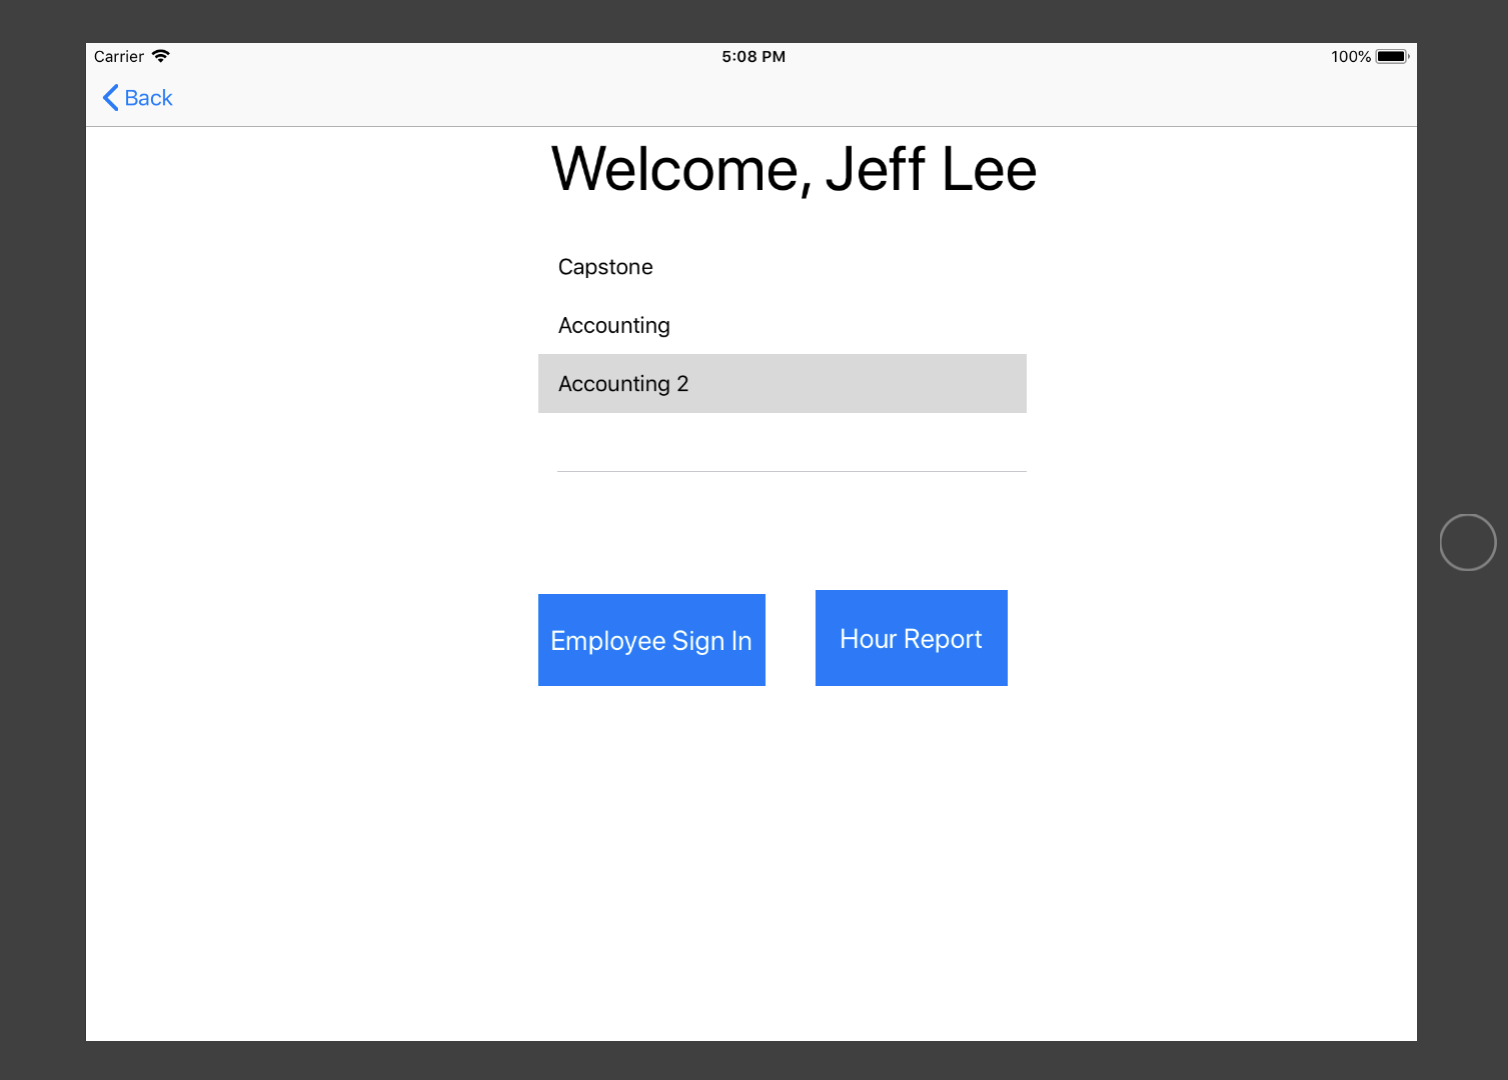 Carrier 5:08 PM 100%
Back
Welcome, Jeff Lee
Capstone
Accounting
Accounting 2
Employee Sign In
Hour Report